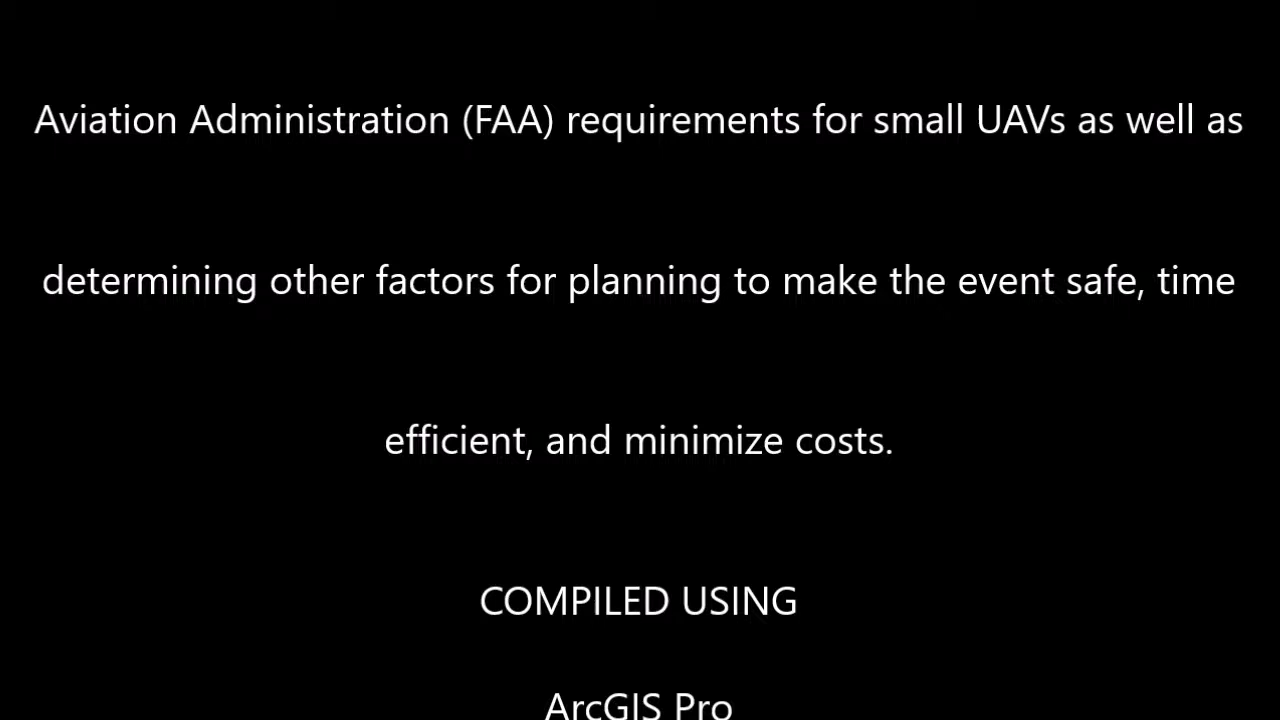 Aviation Administration (FAA) requirements for small UAVs as well as
determining other factors for planning to make the event safe, time
efficient, and minimize costs.
COMPILED USING
ArcGIS Pro